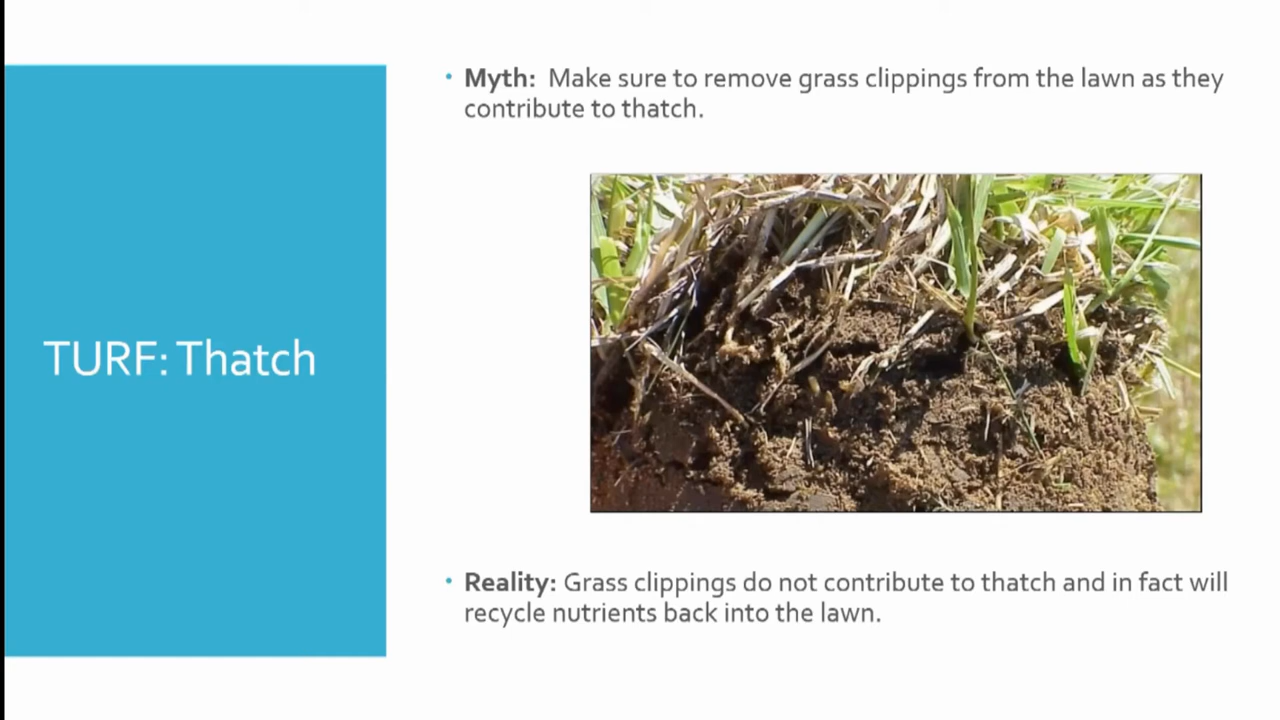 TURF: Thatch
• Myth: Make sure to remove grass clippings from the lawn as they
contribute to thatch.
• Reality: Grass clippings do not contribute to thatch and in fact will
recycle nutrients back into the lawn.